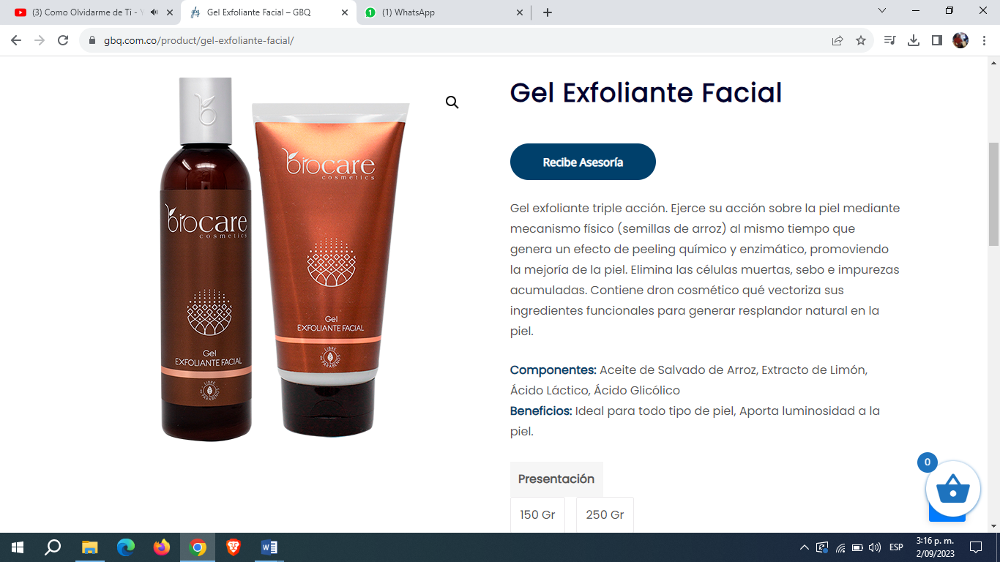 (3) Como Olvidarme de Ti - Y
Gel Exfoliante Facial – GBQ
(1) WhatsApp
gbq.com.co/product/gel-exfoliante-facial/
biocare
cosmetics
Gel
EXFOLIANTE FACIAL
LIBRE
DE PARABENOS
biocare
cosmetics
Gel
EXFOLIANTE FACIAL
LIBRE
DE PARABENOS
Gel Exfoliante Facial
Recibe Asesoría
Gel exfoliante triple acción. Ejerce su acción sobre la piel mediante
mecanismo físico (semillas de arroz) al mismo tiempo que
genera un efecto de peeling químico y enzimático, promoviendo
la mejoría de la piel. Elimina las células muertas, sebo e impurezas
acumuladas. Contiene dron cosmético qué vectoriza sus
ingredientes funcionales para generar resplandor natural en la
piel.
Componentes: Aceite de Salvado de Arroz, Extracto de Limón,
Ácido Láctico, Ácido Glicólico
Beneficios: Ideal para todo tipo de piel, Aporta luminosidad a la
piel.
Presentación
150 Gr 250 Gr
0
ESP
3:16 p. m.
2/09/2023